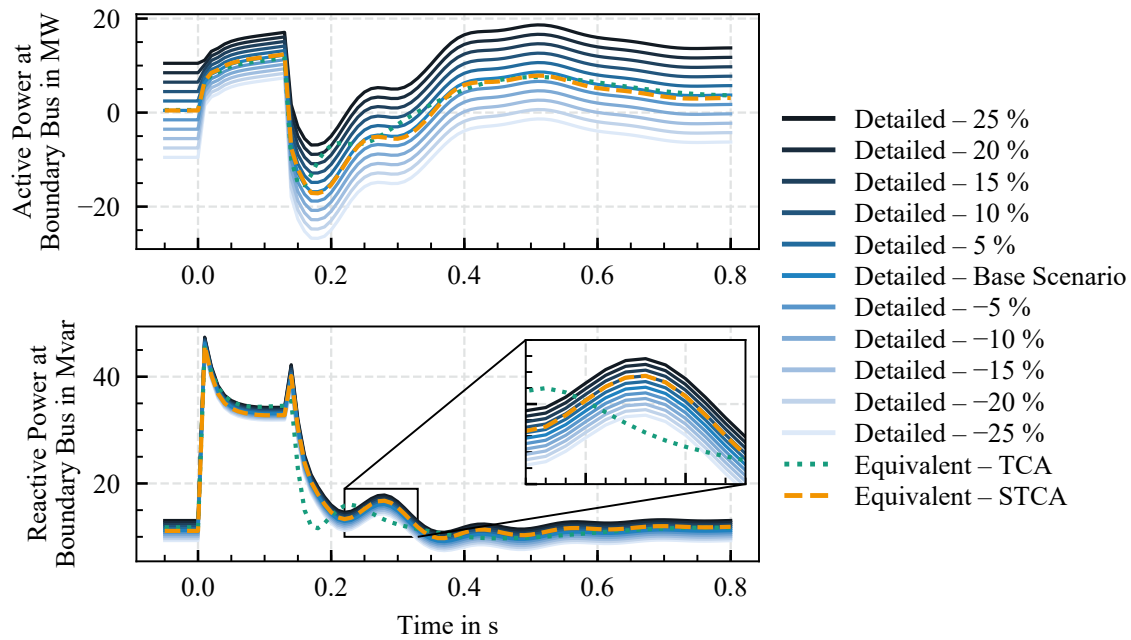 Active Power at
Boundary Bus in MW
20
0
−20
0.0
0.2
0.4
0.6
0.8
Reactive Power at
Boundary Bus in Mvar
40
20
0.0
0.2
0.4
0.6
0.8
Time in s
Detailed – 25 %
Detailed – 20 %
Detailed – 15 %
Detailed – 10 %
Detailed – 5 %
Detailed – Base Scenario
Detailed – −5 %
Detailed – −10 %
Detailed – −15 %
Detailed – −20 %
Detailed – −25 %
Equivalent – TCA
Equivalent – STCA